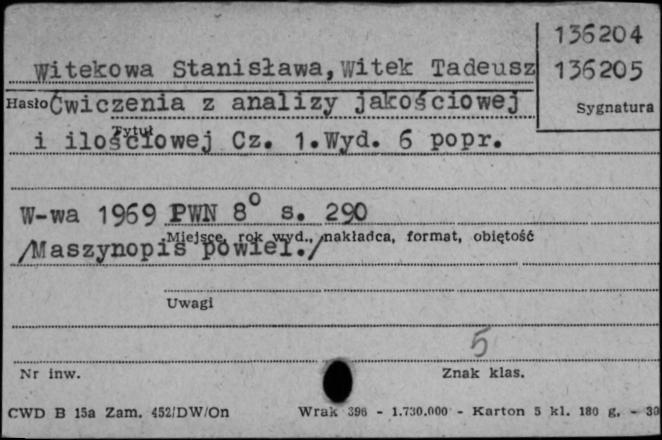 136204
Witekowa Stanisława, Witek Tadeusz 136205
Hasło Ćwiczenia z analizy jakościowej Sygnatura
Tytuł
i ilościowej Cz. 1. Wyd. 6 popr.
W-wa 1969 PWN 8° s. 290
Miejsce, rok wyd., nakładca, format, objętość
/Maszynopis powiel./
Uwagi
5
Nr inw. Znak klas.
CWD B 15a Zam. 452/DW/On Wrak 396 - 1.730.000 - Karton 5 kl. 180 g. - 30